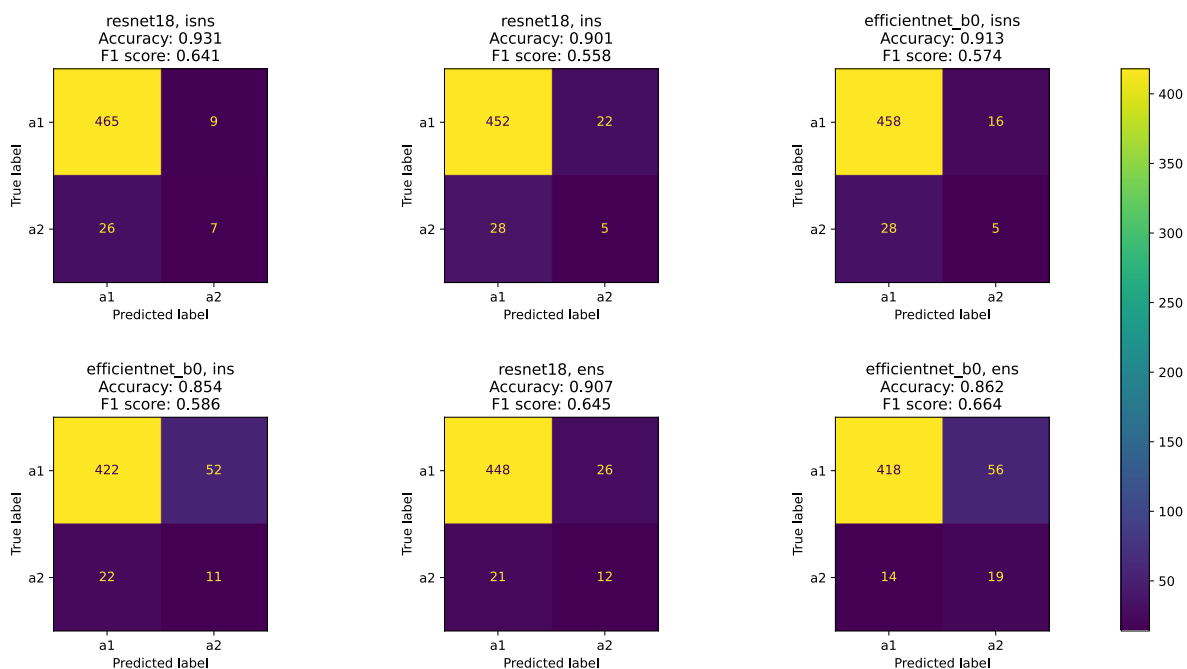 resnet18, isns
Accuracy: 0.931
F1 score: 0.641
True label
a1
465
9
a2
26
7
a1
a2
Predicted label
resnet18, ins
Accuracy: 0.901
F1 score: 0.558
True label
a1
452
22
a2
28
5
a1
a2
Predicted label
efficientnet_b0, isns
Accuracy: 0.913
F1 score: 0.574
True label
a1
458
16
a2
28
5
a1
a2
Predicted label
efficientnet_b0, ins
Accuracy: 0.854
F1 score: 0.586
True label
a1
422
52
a2
22
11
a1
a2
Predicted label
resnet18, ens
Accuracy: 0.907
F1 score: 0.645
True label
a1
448
26
a2
21
12
a1
a2
Predicted label
efficientnet_b0, ens
Accuracy: 0.862
F1 score: 0.664
True label
a1
418
56
a2
14
19
a1
a2
Predicted label
400
350
300
250
200
150
100
50